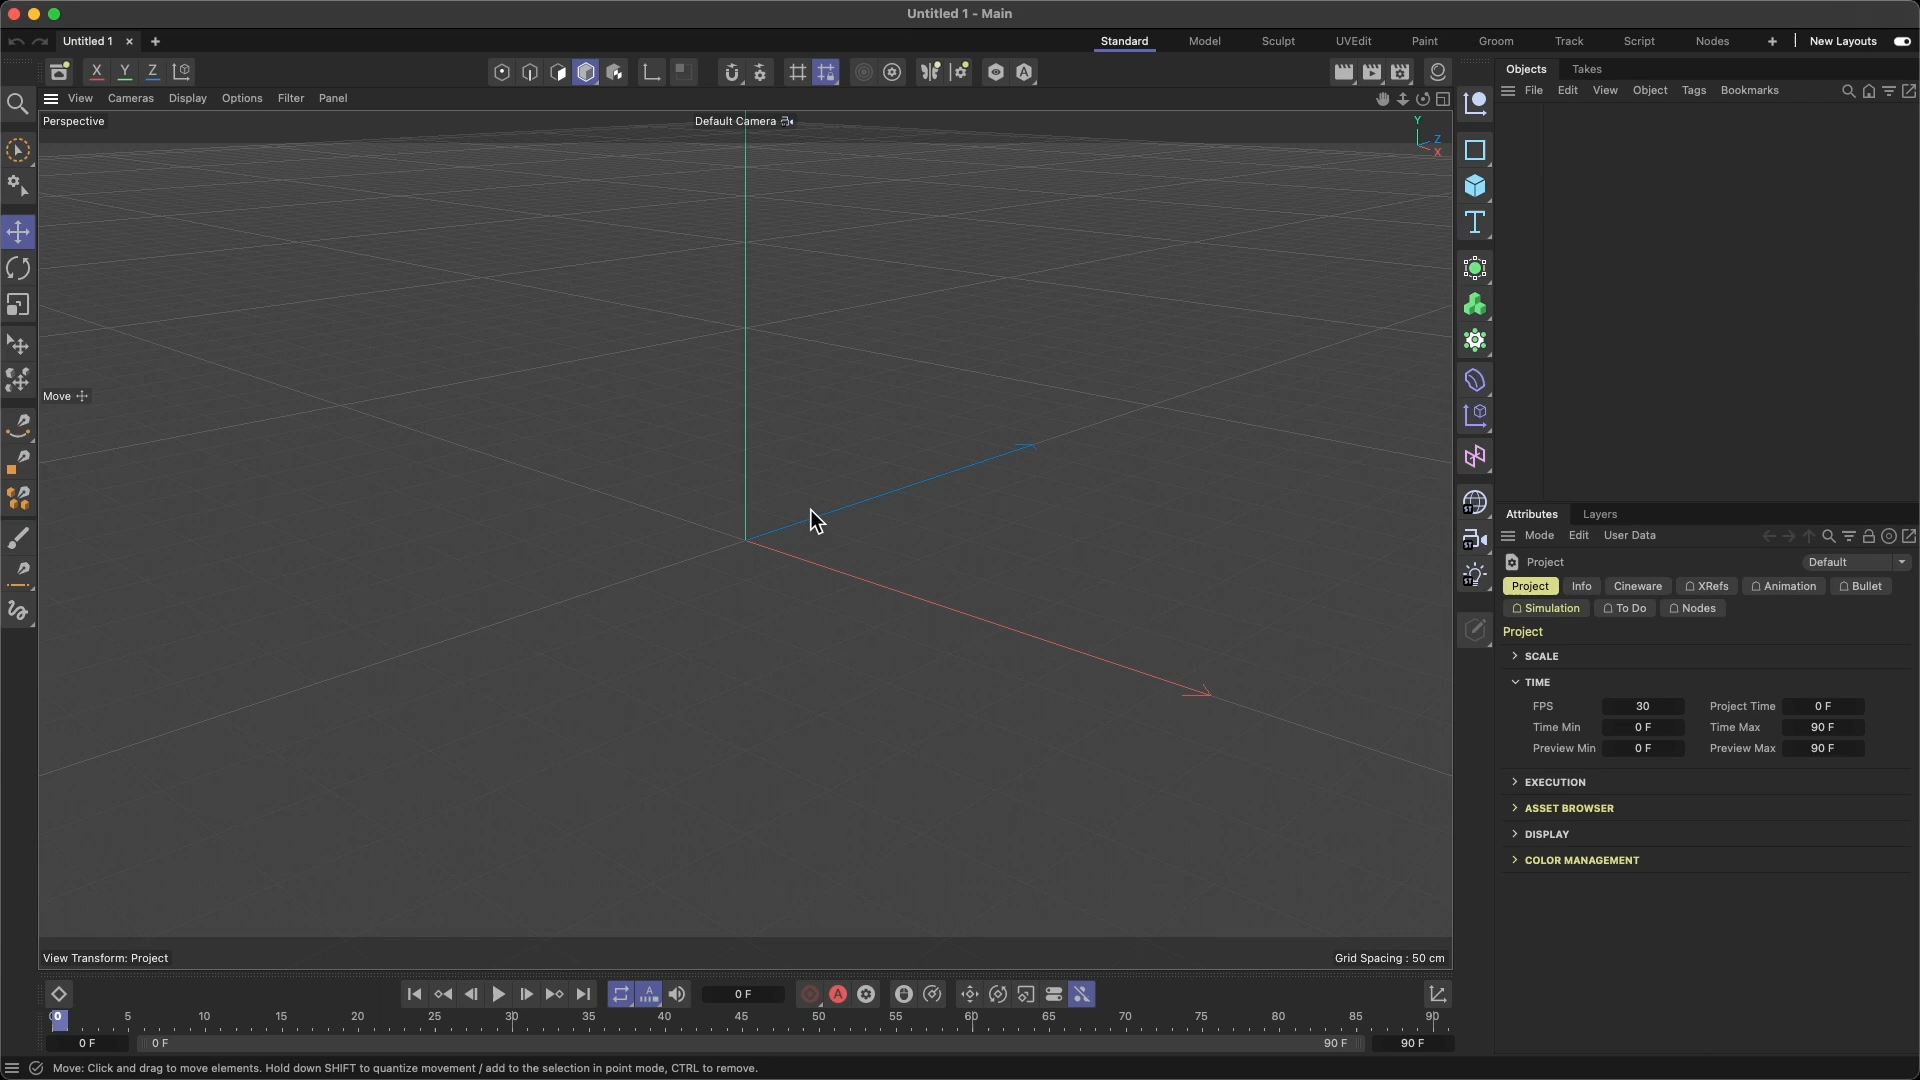 Untitled 1 - Main
Untitled 1 × +
Standard Model Sculpt UVEdit Paint Groom Track Script Nodes + New Layouts
X Y Z
Objects Takes
View Cameras Display Options Filter Panel
File Edit View Object Tags Bookmarks
Perspective
Default Camera
Y
Z
X
Move
Attributes Layers
Mode Edit User Data
Project Default
Project Info Cineware XRefs Animation Bullet
Simulation To Do Nodes
Project
SCALE
TIME
FPS 30 Project Time 0 F
Time Min 0 F Time Max 90 F
Preview Min 0 F Preview Max 90 F
EXECUTION
ASSET BROWSER
DISPLAY
COLOR MANAGEMENT
View Transform: Project
Grid Spacing : 50 cm
0 F
0 5 10 15 20 25 30 35 40 45 50 55 60 65 70 75 80 85 90
0 F 0 F 90 F 90 F
Move: Click and drag to move elements. Hold down SHIFT to quantize movement / add to the selection in point mode, CTRL to remove.